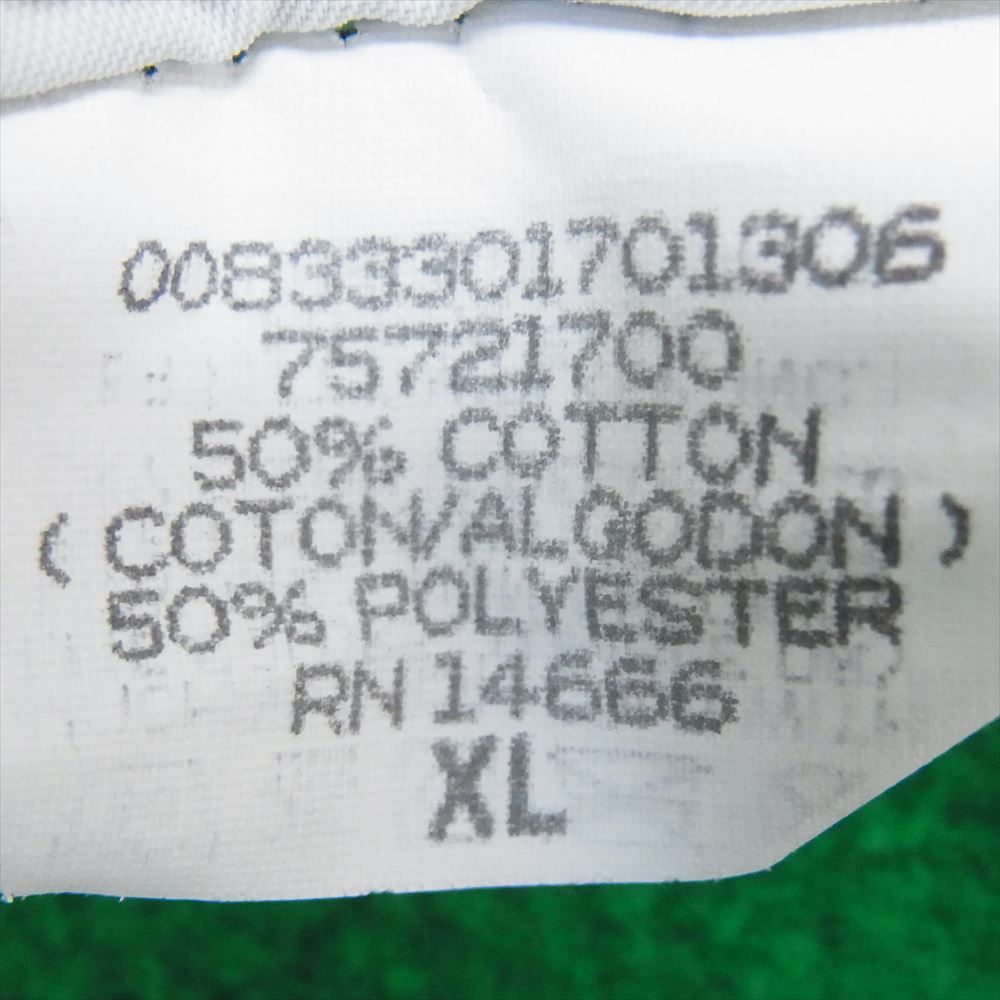 00833301701306
75721700
50% COTTON
( COTON/ALGODON )
50% POLYESTER
RN 14666
XL